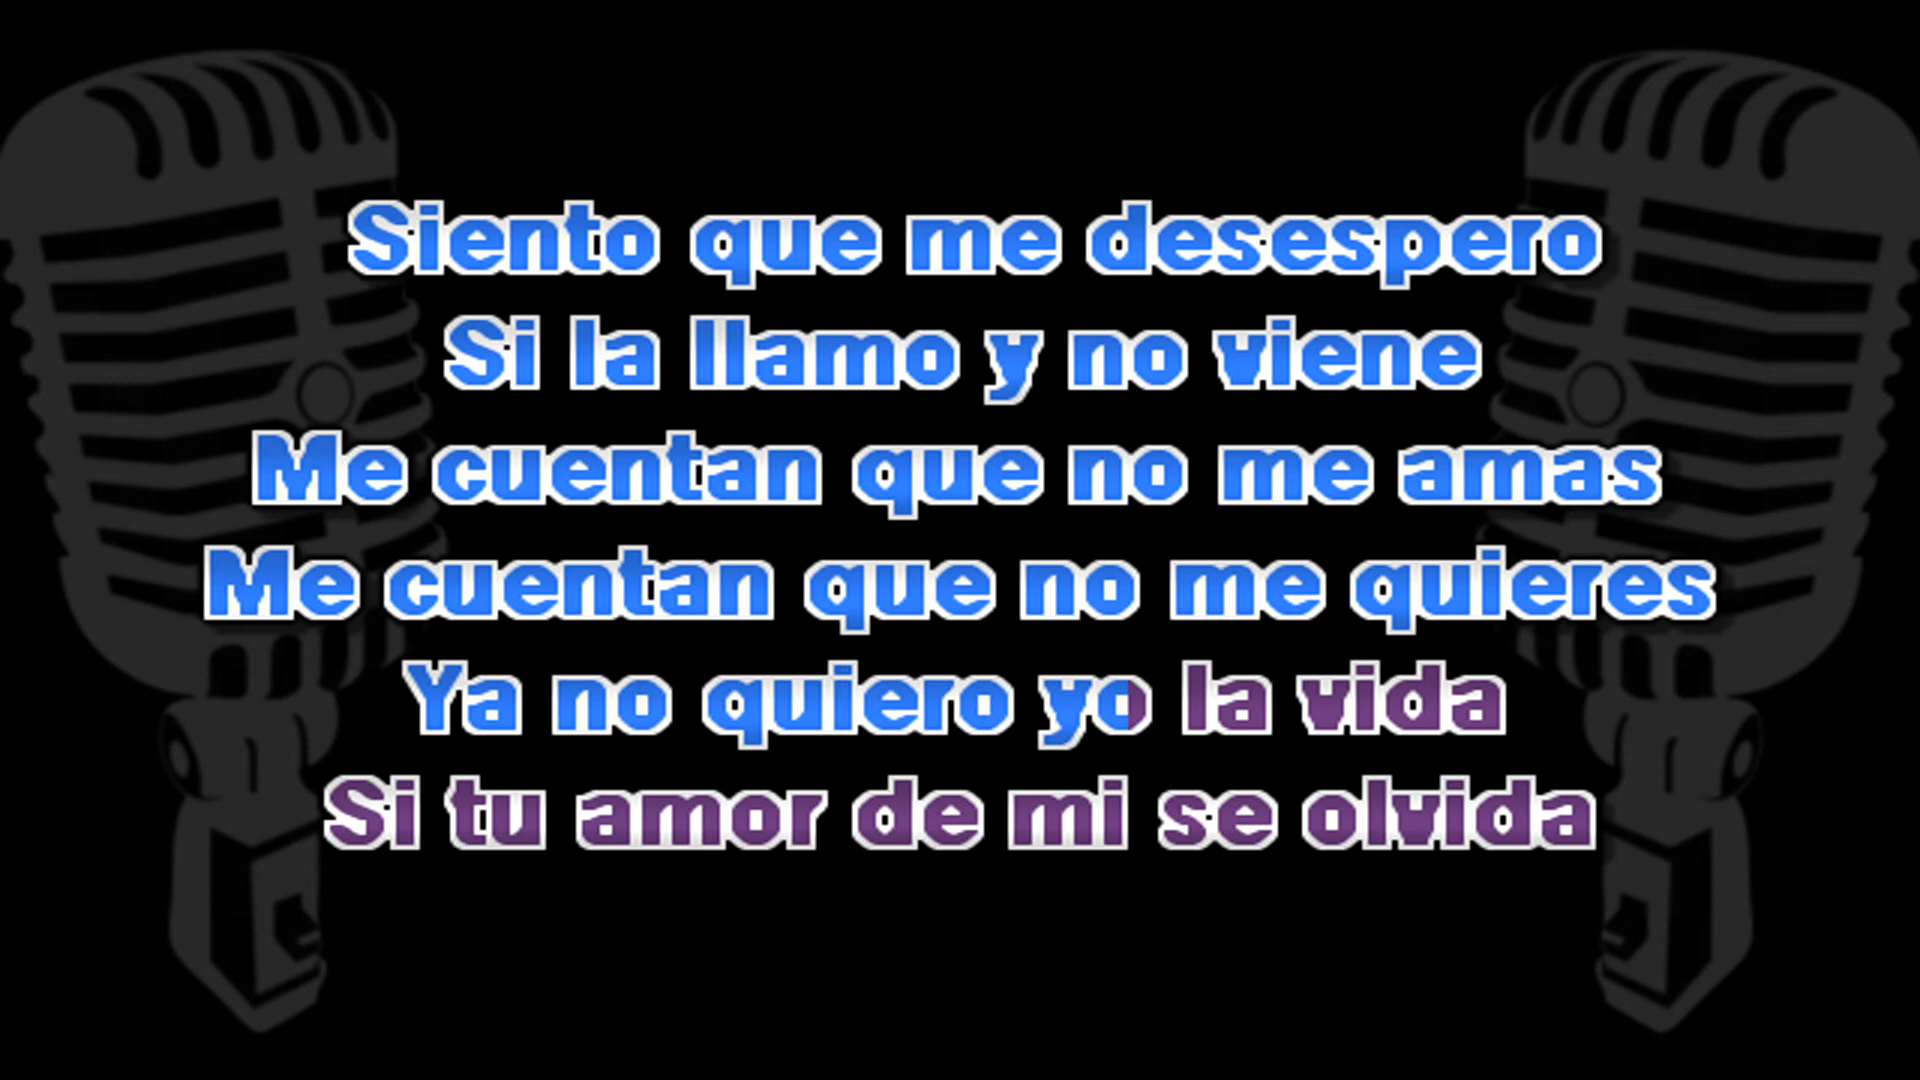 Siento que me desespero
Si la llamo y no viene
Me cuentan que no me amas
Me cuentan que no me quieres
Ya no quiero yo la vida
Si tu amor de mi se olvida